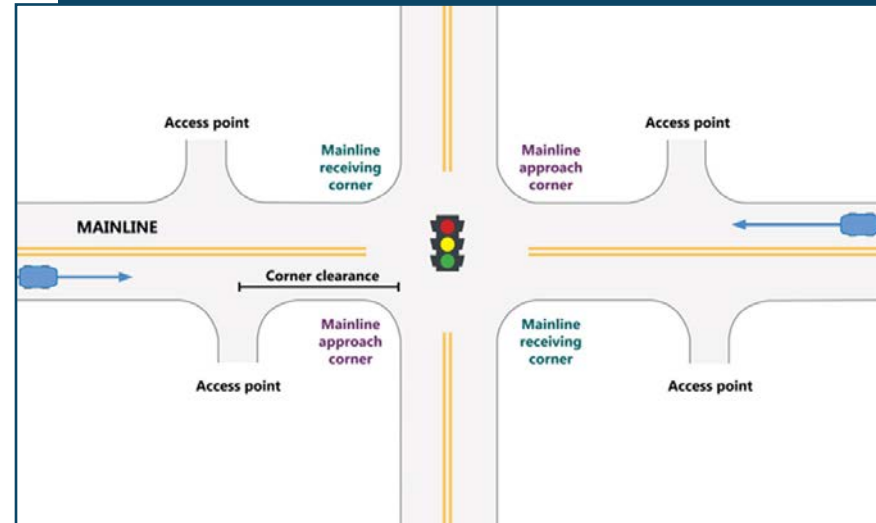 Access point
Access point
Mainline
receiving
corner
Mainline
approach
corner
MAINLINE
Corner clearance
Mainline
approach
corner
Mainline
receiving
corner
Access point
Access point